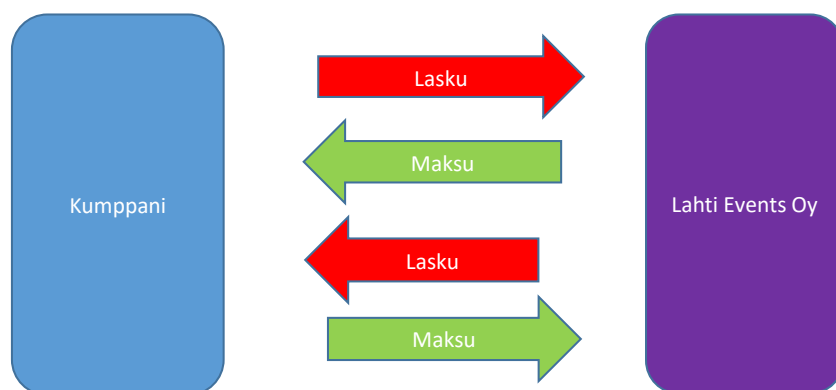 Lasku
Maksu
Kumppani
Lahti Events Oy
Lasku
Maksu